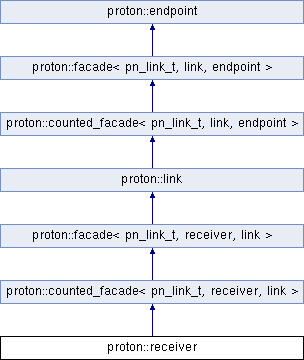 proton::endpoint
proton::facade< pn_link_t, link, endpoint >
proton::counted_facade< pn_link_t, link, endpoint >
proton::link
proton::facade< pn_link_t, receiver, link >
proton::counted_facade< pn_link_t, receiver, link >
proton::receiver